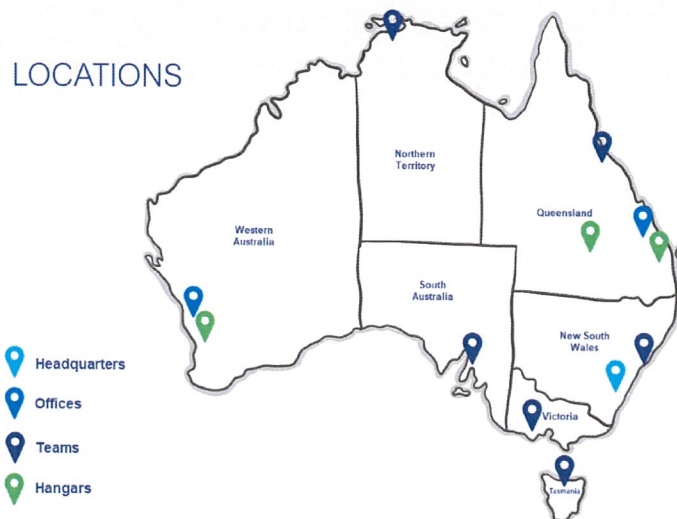 LOCATIONS
Northern
Territory
Western
Australia
Queensland
South
Australia
New South
Wales
Victoria
Tasmania
Headquarters
Offices
Teams
Hangars